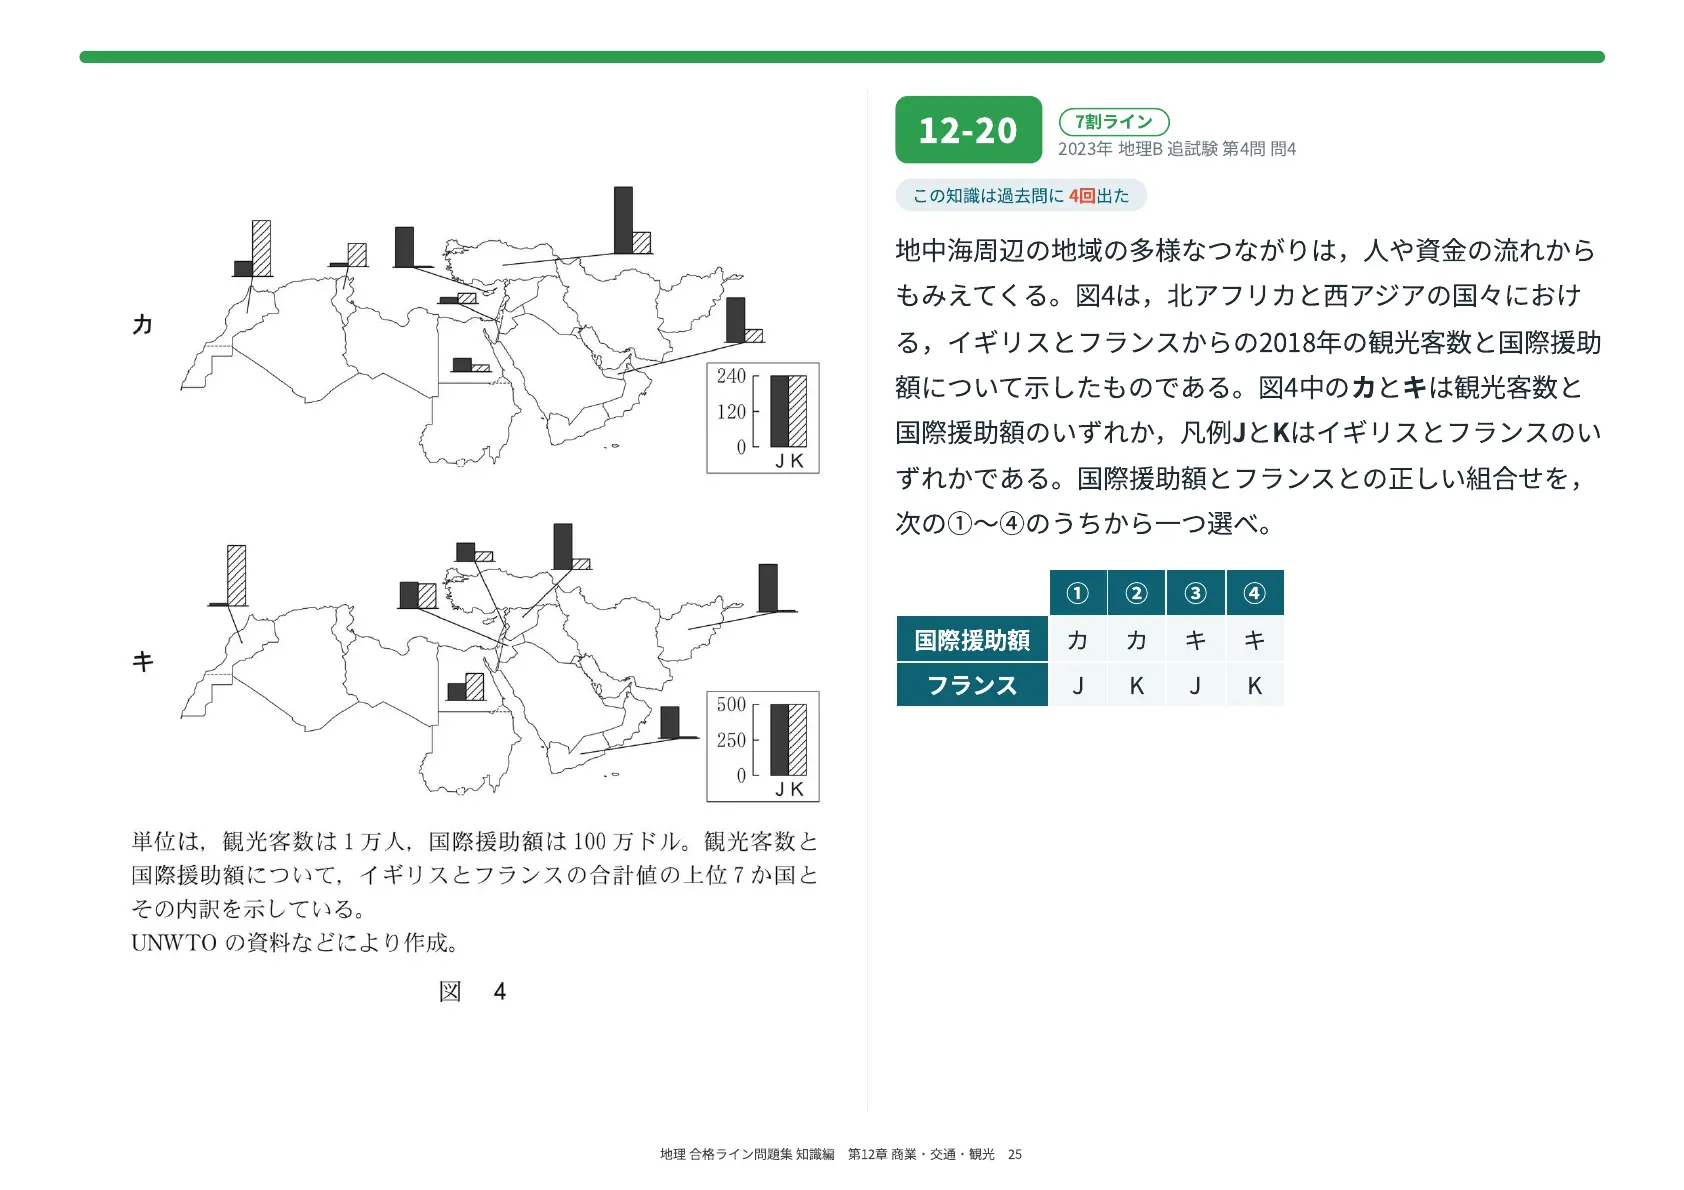 カ
240
120
0
J K
キ
500
250
0
J K
単位は，観光客数は1万人，国際援助額は100万ドル。観光客数と
国際援助額について，イギリスとフランスの合計値の上位7か国と
その内訳を示している。
UNWTOの資料などにより作成。
図 4
12-20
7割ライン
2023年 地理B 追試験 第4問 問4
この知識は過去問に 4回出た
地中海周辺の地域の多様なつながりは，人や資金の流れから
もみえてくる。図4は，北アフリカと西アジアの国々におけ
る，イギリスとフランスからの2018年の観光客数と国際援助
額について示したものである。図4中のカとキは観光客数と
国際援助額のいずれか，凡例JとKはイギリスとフランスのい
ずれかである。国際援助額とフランスとの正しい組合せを，
次の①～④のうちから一つ選べ。
① ② ③ ④
国際援助額 カ カ キ キ
フランス J K J K
地理 合格ライン問題集 知識編 第12章 商業・交通・観光 25